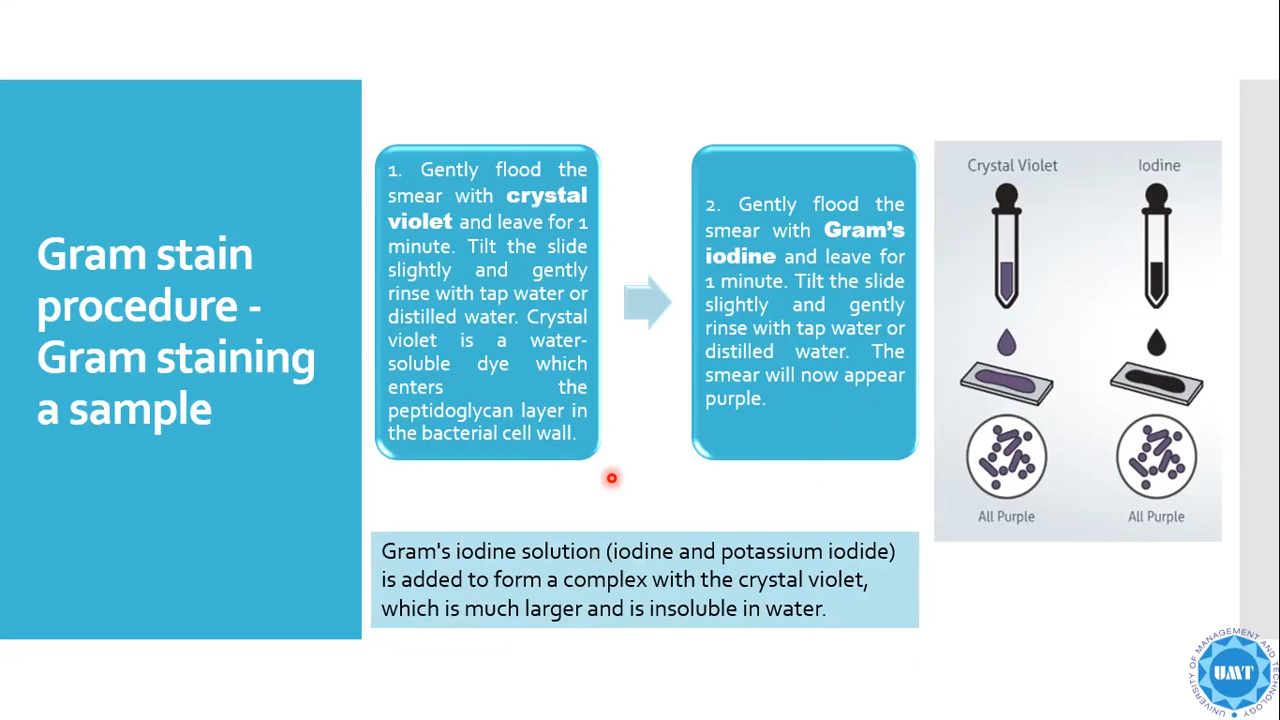 Gram stain
procedure -
Gram staining
a sample
1. Gently flood the
smear with crystal
violet and leave for 1
minute. Tilt the slide
slightly and gently
rinse with tap water or
distilled water. Crystal
violet is a water-
soluble dye which
enters the
peptidoglycan layer in
the bacterial cell wall.
2. Gently flood the
smear with Gram's
iodine and leave for
1 minute. Tilt the slide
slightly and gently
rinse with tap water or
distilled water. The
smear will now appear
purple.
Crystal Violet
Iodine
All Purple
All Purple
Gram's iodine solution (iodine and potassium iodide)
is added to form a complex with the crystal violet,
which is much larger and is insoluble in water.
UNIVERSITY OF MANAGEMENT AND TECHNOLOGY
UMT